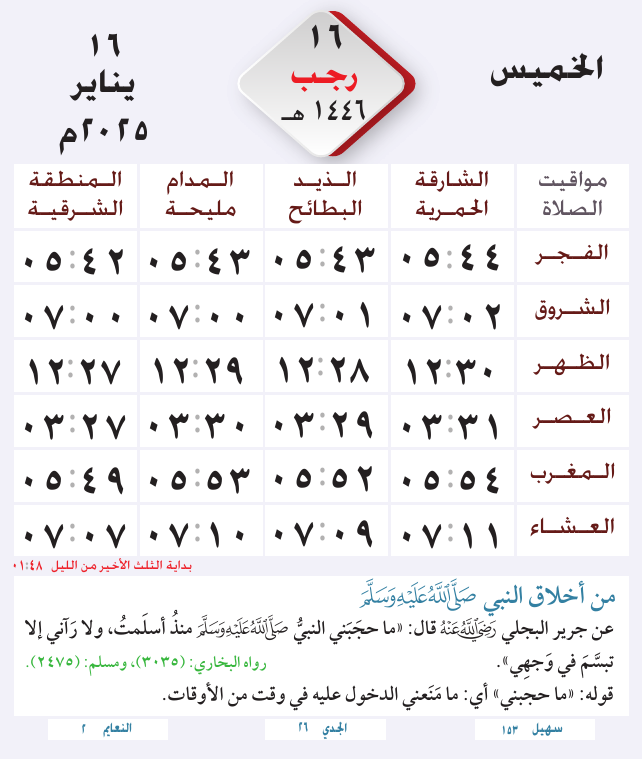 الخميس
١٦
رجب
١٤٤٦ هـ
١٦
يناير
٢٠٢٥م
مواقيت الصلاة | الشارقة الحمرية | الذيد البطائح | المدام مليحة | المنطقة الشرقية
الفجر ٠٥:٤٤ ٠٥:٤٣ ٠٥:٤٣ ٠٥:٤٢
الشروق ٠٧:٠٢ ٠٧:٠١ ٠٧:٠٠ ٠٧:٠٠
الظهر ١٢:٣٠ ١٢:٢٨ ١٢:٢٩ ١٢:٢٧
العصر ٠٣:٣١ ٠٣:٢٩ ٠٣:٣٠ ٠٣:٢٧
المغرب ٠٥:٥٤ ٠٥:٥٢ ٠٥:٥٣ ٠٥:٤٩
العشاء ٠٧:١١ ٠٧:٠٩ ٠٧:١٠ ٠٧:٠٧
بداية الثلث الأخير من الليل ٠١:٤٨
من أخلاق النبي صَلَّى اللَّهُ عَلَيْهِ وَسَلَّمَ
عن جرير البجلي رَضِيَ اللَّهُ عَنْهُ قال: «ما حجَبَني النبيُّ صَلَّى اللَّهُ عَلَيْهِ وَسَلَّمَ منذُ أسلَمتُ، ولا رَآني إلا
تبسَّمَ في وَجهِي». رواه البخاري: (٣٠٣٥)، ومسلم: (٢٤٧٥).
قوله: «ما حجبني» أي: ما مَنَعني الدخول عليه في وقت من الأوقات.
سهيل ١٥٣ الجدي ٢٦ النعايم ٢